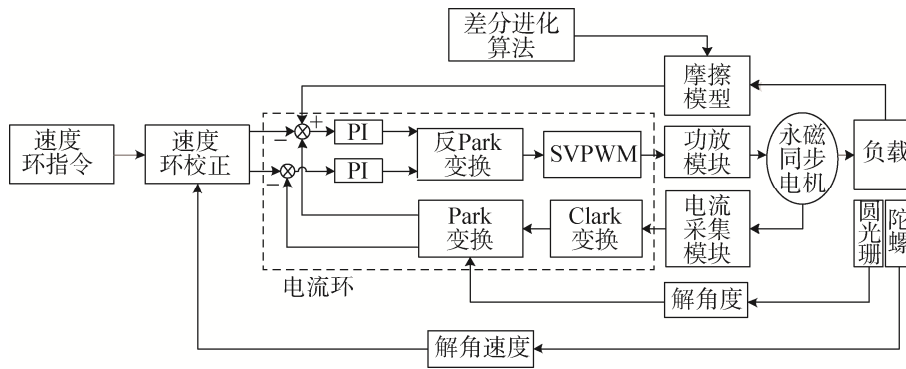 差分进化
算法
摩擦
模型
速度
环指令
速度
环校正
+
−
PI
−
PI
反Park
变换
SVPWM
功放
模块
永磁
同步
电机
负载
Park
变换
Clark
变换
电流
采集
模块
圆光珊
陀螺
电流环
解角度
解角速度